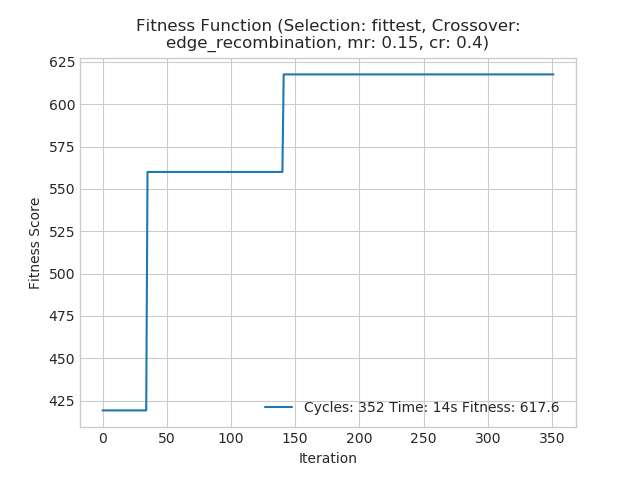 Fitness Function (Selection: fittest, Crossover:
edge_recombination, mr: 0.15, cr: 0.4)
625
600
575
550
525
500
475
450
425
Fitness Score
Cycles: 352 Time: 14s Fitness: 617.6
0 50 100 150 200 250 300 350
Iteration